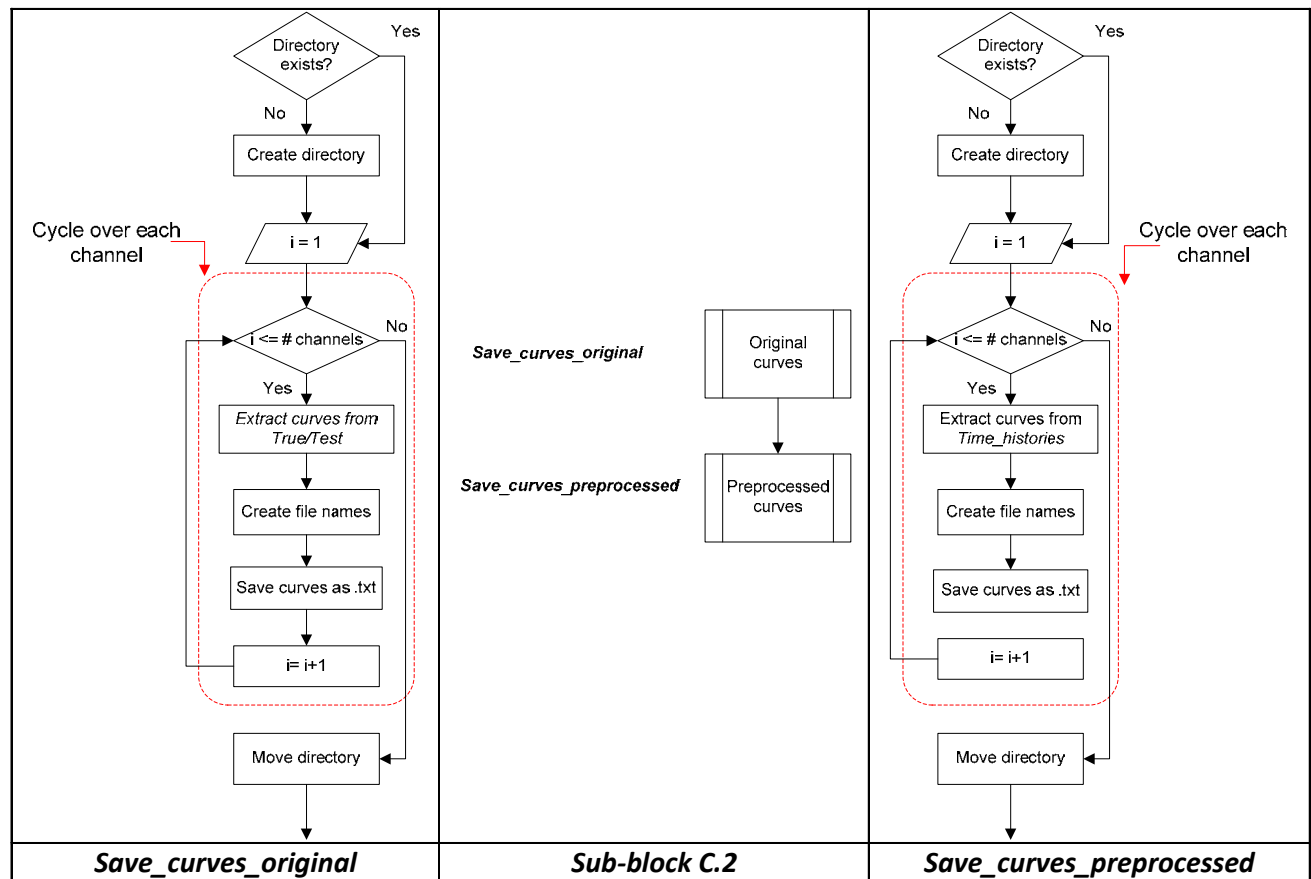 Directory
exists?
Yes
No
Create directory
i = 1
Cycle over each
channel
i <= # channels
No
Yes
Extract curves from
True/Test
Create file names
Save curves as .txt
i= i+1
Move directory
Save_curves_original
Save_curves_original
Original
curves
Save_curves_preprocessed
Preprocessed
curves
Sub-block C.2
Directory
exists?
Yes
No
Create directory
i = 1
Cycle over each
channel
i <= # channels
No
Yes
Extract curves from
Time_histories
Create file names
Save curves as .txt
i= i+1
Move directory
Save_curves_preprocessed